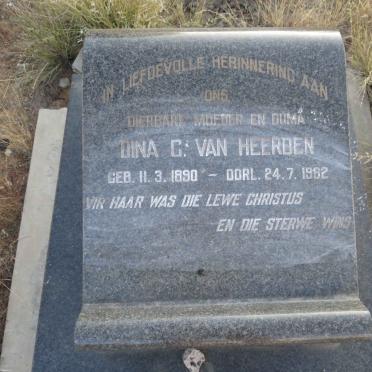 IN LIEFDEVOLLE HERINNERING AAN
ONS
DIERBARE MOEDER EN OUMA
DINA C. VAN HEERDEN
GEB. 11. 3. 1890 - OORL. 24. 7. 1982
VIR HAAR WAS DIE LEWE CHRISTUS
EN DIE STERWE WINS